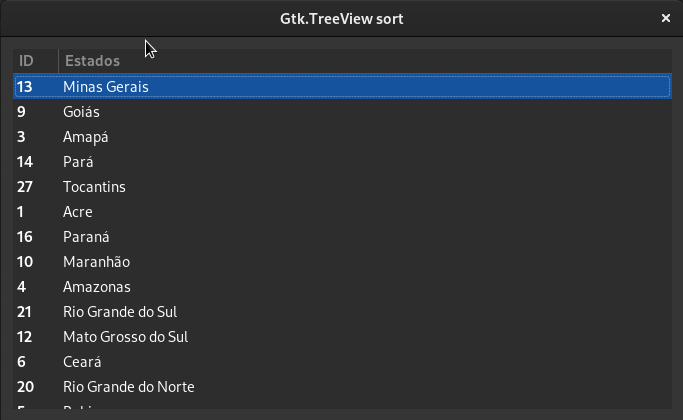 Gtk.TreeView sort ×
ID Estados
13 Minas Gerais
9 Goiás
3 Amapá
14 Pará
27 Tocantins
1 Acre
16 Paraná
10 Maranhão
4 Amazonas
21 Rio Grande do Sul
12 Mato Grosso do Sul
6 Ceará
20 Rio Grande do Norte